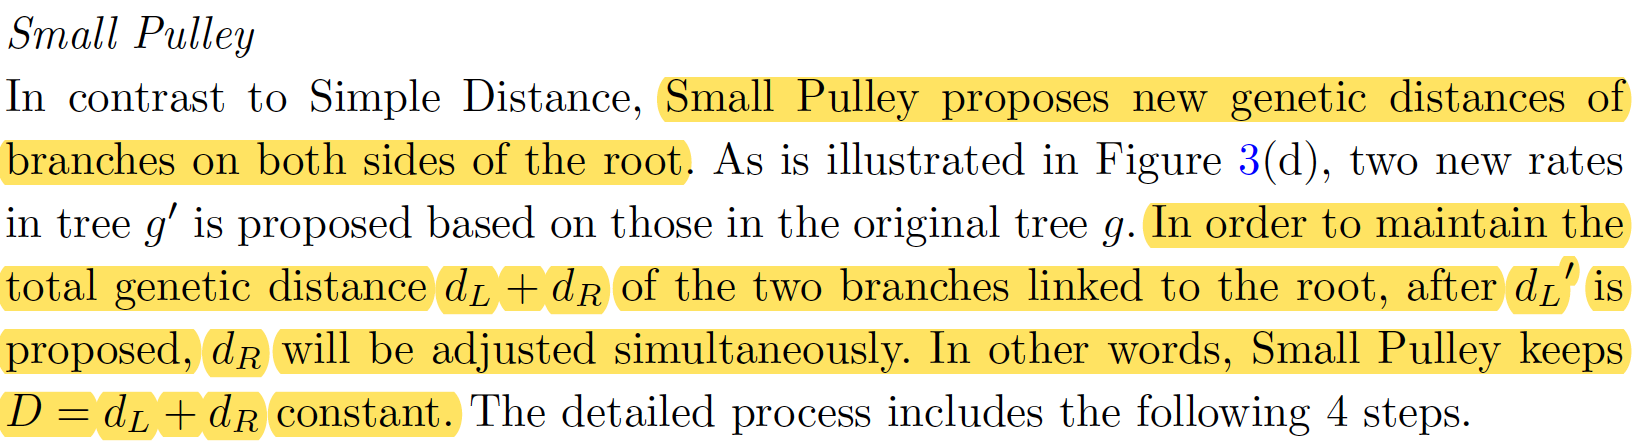 Small Pulley
In contrast to Simple Distance, Small Pulley proposes new genetic distances of
branches on both sides of the root. As is illustrated in Figure 3(d), two new rates
in tree g′ is proposed based on those in the original tree g. In order to maintain the
total genetic distance d_L + d_R of the two branches linked to the root, after d_L′ is
proposed, d_R will be adjusted simultaneously. In other words, Small Pulley keeps
D = d_L + d_R constant. The detailed process includes the following 4 steps.